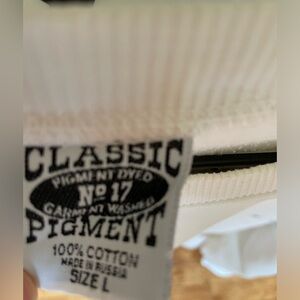 CLASSIC
PIGMENT DYED
No 17
GARMENT WASHED
PIGMENT
100% COTTON
MADE IN RUSSIA
SIZE L